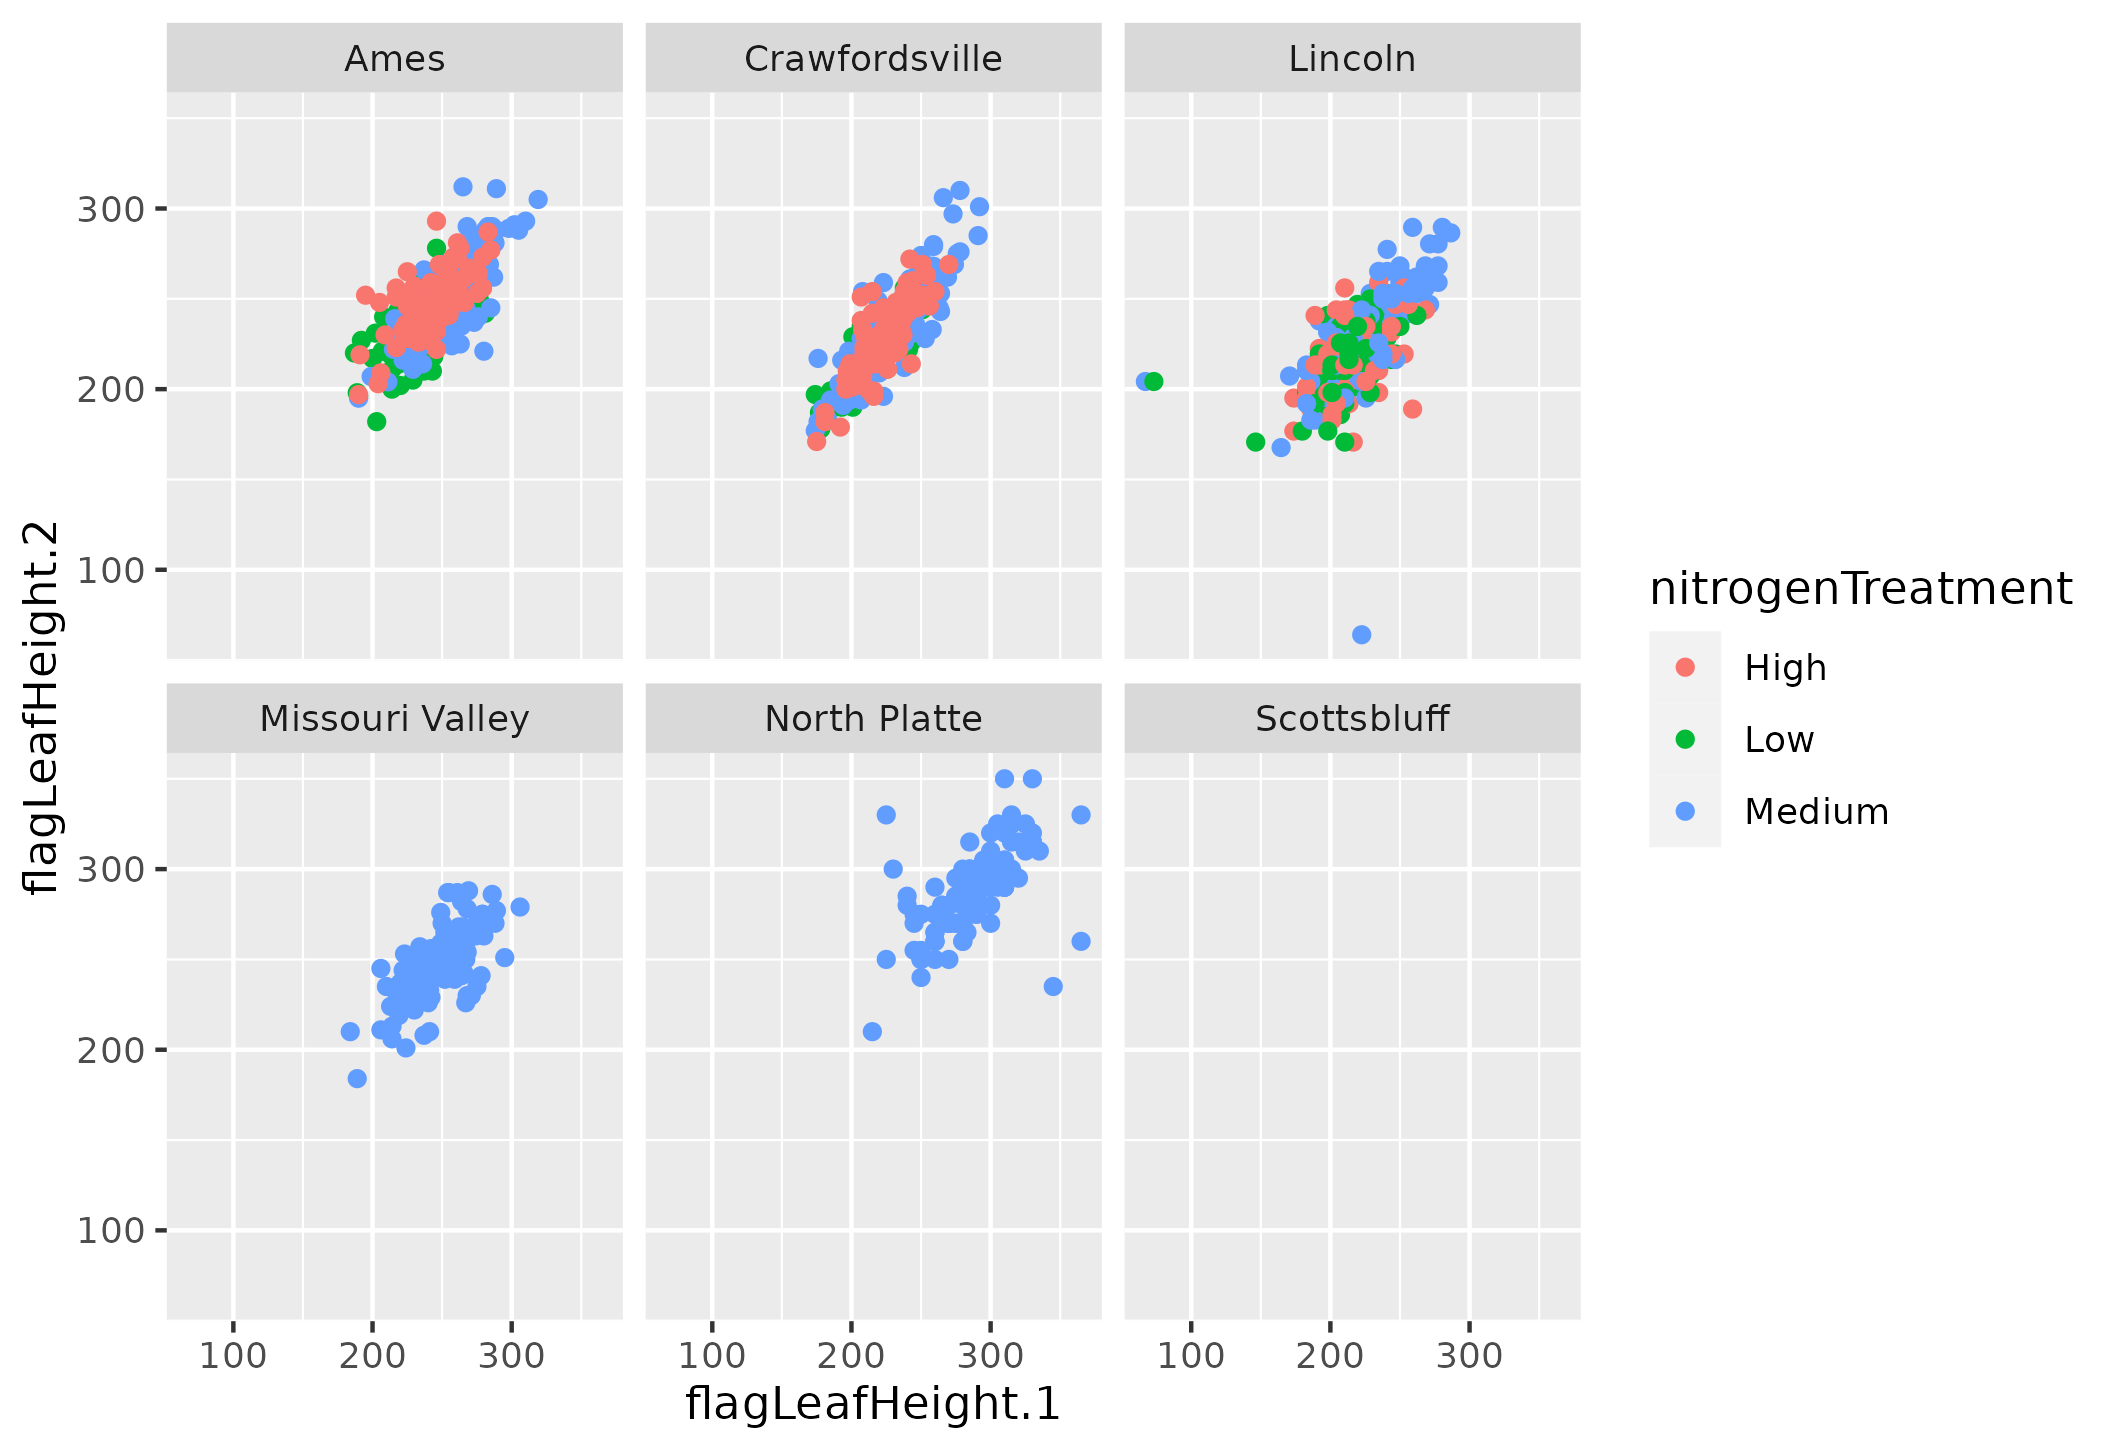 Ames
Crawfordsville
Lincoln
300
200
100
Missouri Valley
North Platte
Scottsbluff
300
200
100
100
200
300
100
200
300
100
200
300
flagLeafHeight.1
flagLeafHeight.2
nitrogenTreatment
High
Low
Medium